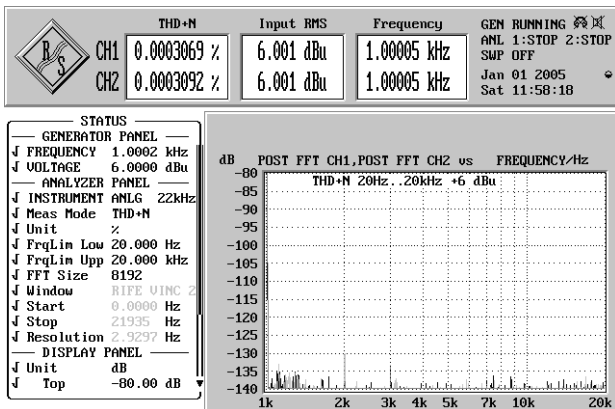 THD+N Input RMS Frequency
R S
CH1 0.0003069 % 6.001 dBu 1.00005 kHz
CH2 0.0003092 % 6.001 dBu 1.00005 kHz
GEN RUNNING
ANL 1:STOP 2:STOP
SWP OFF
Jan 01 2005
Sat 11:58:18
STATUS
GENERATOR PANEL
FREQUENCY 1.0002 kHz
VOLTAGE 6.0000 dBu
ANALYZER PANEL
INSTRUMENT ANLG 22kHz
Meas Mode THD+N
Unit %
FrqLim Low 20.000 Hz
FrqLim Upp 20.000 kHz
FFT Size 8192
Window RIFE VINC 2
Start 0.0000 Hz
Stop 21935 Hz
Resolution 2.9297 Hz
DISPLAY PANEL
Unit dB
Top -80.00 dB
dB POST FFT CH1,POST FFT CH2 vs FREQUENCY/Hz
THD+N 20Hz..20kHz +6 dBu
-80
-85
-90
-95
-100
-105
-110
-115
-120
-125
-130
-135
-140
1k 2k 3k 4k 5k 7k 10k 20k